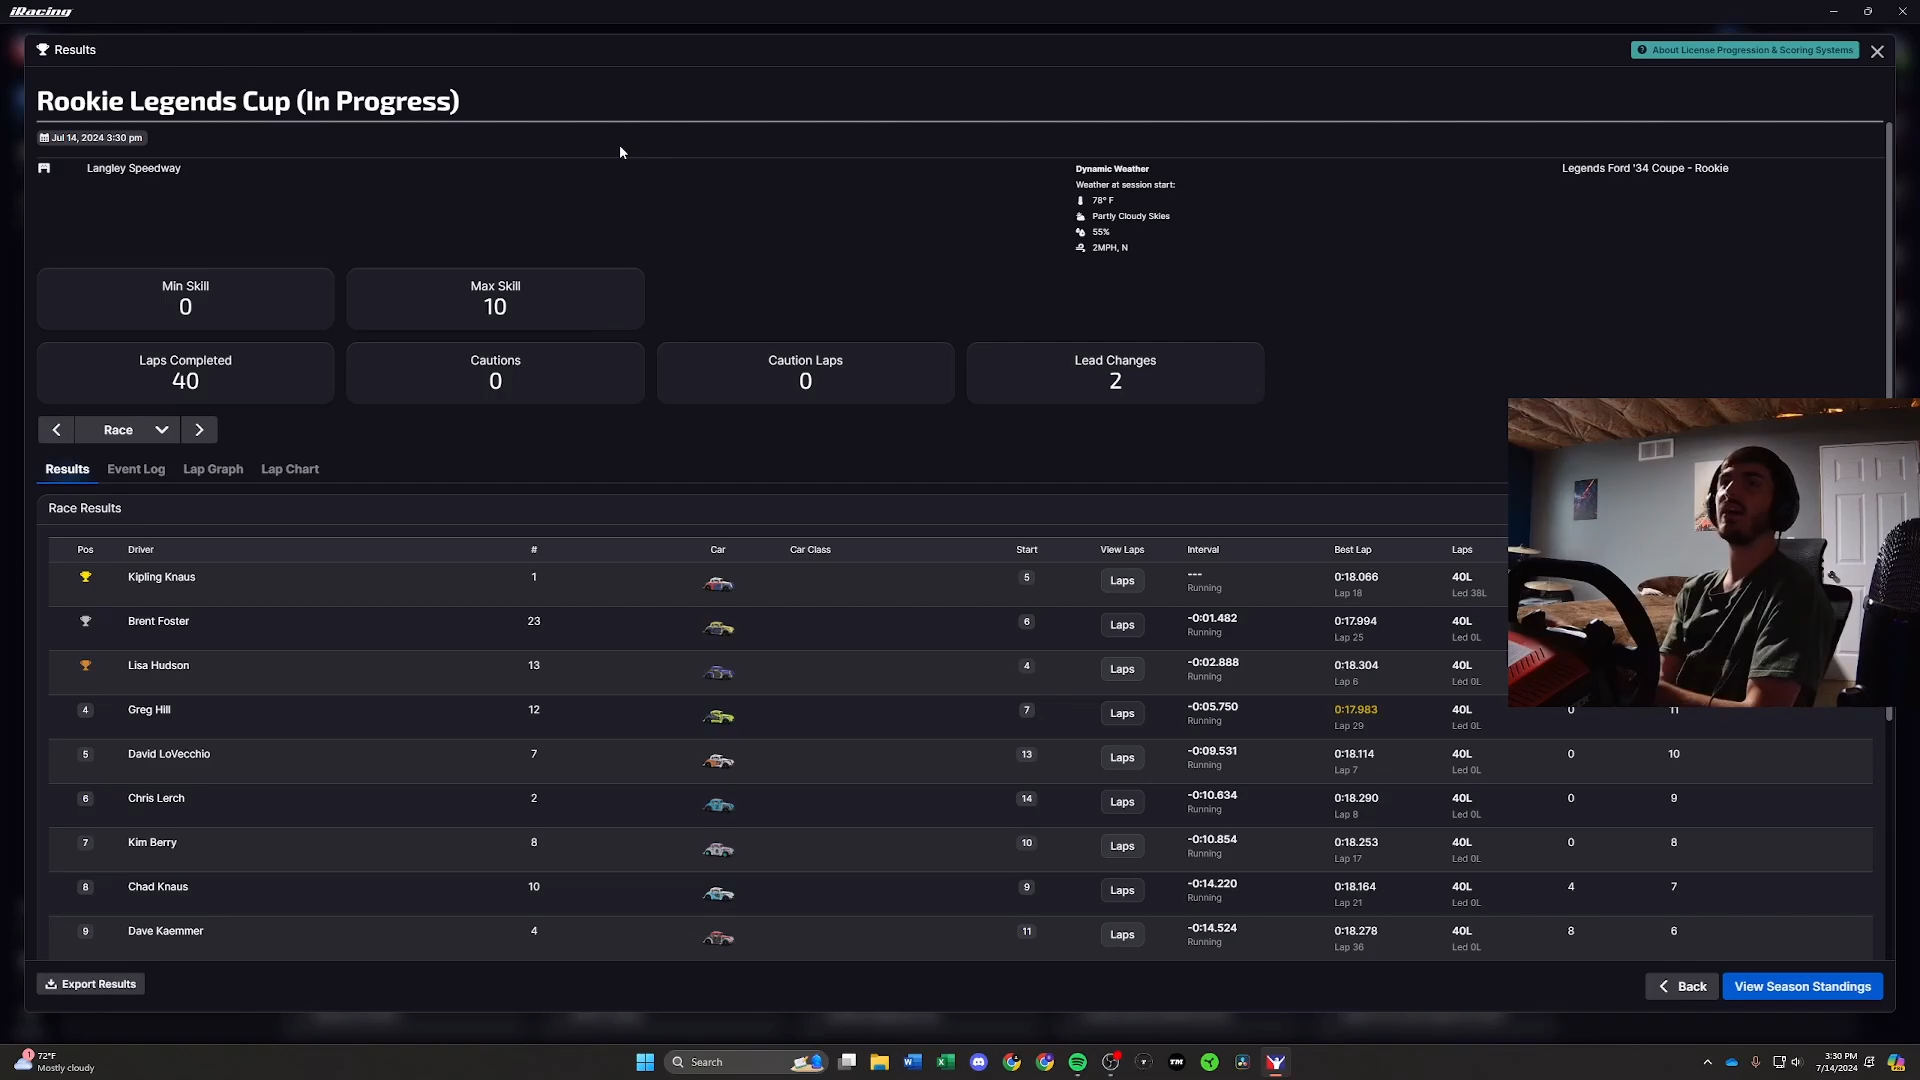 iRacing
Results
About License Progression & Scoring Systems
Rookie Legends Cup (In Progress)
Jul 14, 2024 3:30 pm
Langley Speedway
Dynamic Weather
Legends Ford '34 Coupe - Rookie
Weather at session start:
78° F
Partly Cloudy Skies
55%
2MPH, N
Min Skill
0
Max Skill
10
Laps Completed
40
Cautions
0
Caution Laps
0
Lead Changes
2
Race
Results Event Log Lap Graph Lap Chart
Race Results
Pos Driver # Car Car Class Start View Laps Interval Best Lap Laps
Kipling Knaus 1 5 Laps --- 0:18.066 40L
Running Lap 18 Led 38L
Brent Foster 23 6 Laps -0:01.482 0:17.994 40L
Running Lap 25 Led 0L
Lisa Hudson 13 4 Laps -0:02.888 0:18.304 40L
Running Lap 6 Led 0L
4 Greg Hill 12 7 Laps -0:05.750 0:17.983 40L 0 11
Running Lap 29 Led 0L
5 David LoVecchio 7 13 Laps -0:09.531 0:18.114 40L 0 10
Running Lap 7 Led 0L
6 Chris Lerch 2 14 Laps -0:10.634 0:18.290 40L 0 9
Running Lap 8 Led 0L
7 Kim Berry 8 10 Laps -0:10.854 0:18.253 40L 0 8
Running Lap 17 Led 0L
8 Chad Knaus 10 9 Laps -0:14.220 0:18.164 40L 4 7
Running Lap 21 Led 0L
9 Dave Kaemmer 4 11 Laps -0:14.524 0:18.278 40L 8 6
Running Lap 36 Led 0L
Export Results
Back
View Season Standings
1
72°F
Mostly cloudy
Search
TM
3:30 PM
7/14/2024